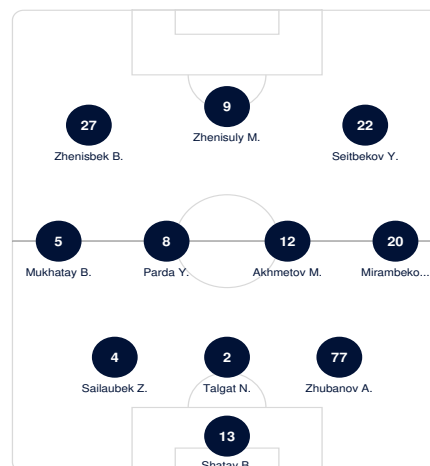 9
Zhenisuly M.
27
Zhenisbek B.
22
Seitbekov Y.
5
Mukhatay B.
8
Parda Y.
12
Akhmetov M.
20
Mirambeko...
4
Sailaubek Z.
2
Talgat N.
77
Zhubanov A.
13
Shatay B.